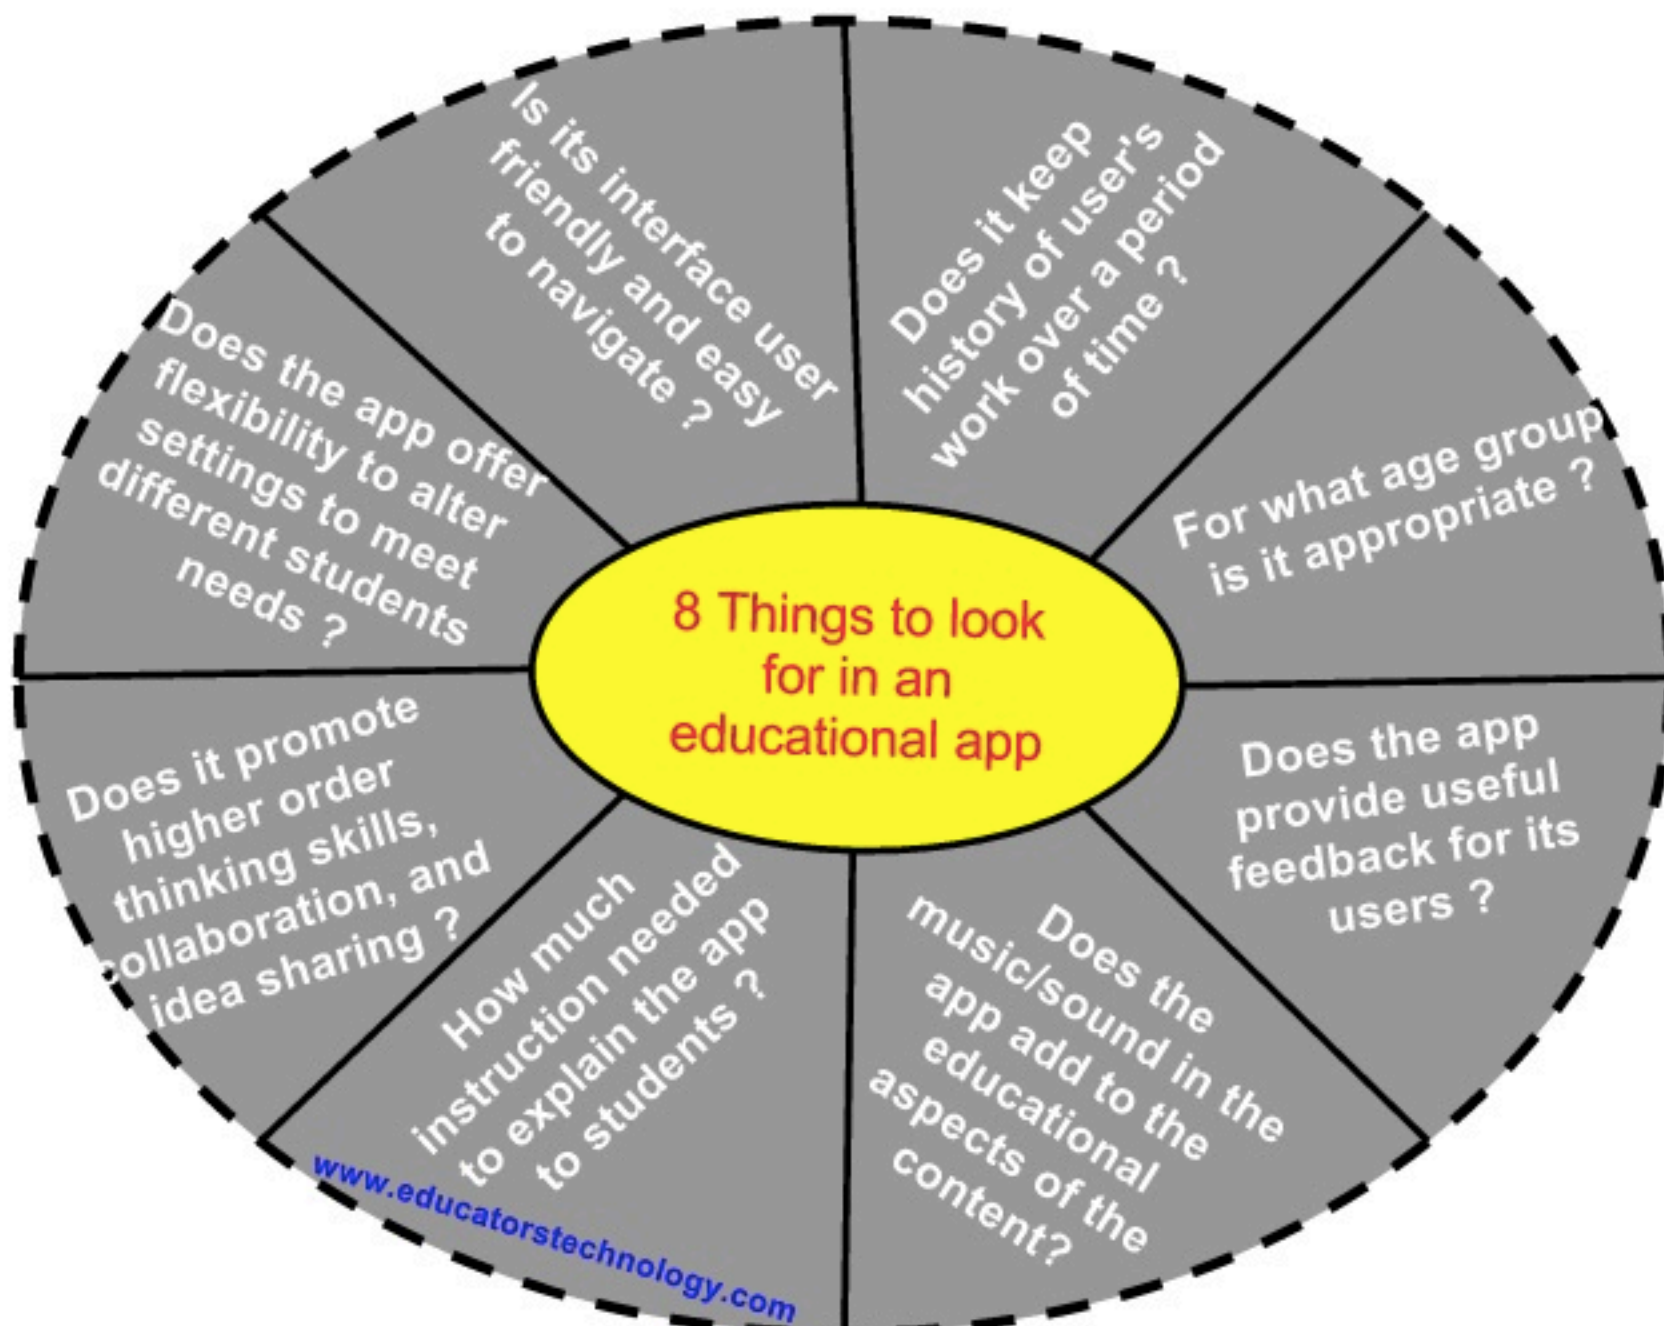 8 Things to look
for in an
educational app
Does it keep
history of user's
work over a period
of time ?
For what age group
is it appropriate ?
Does the app
provide useful
feedback for its
users ?
Does the
music/sound in the
app add to the
educational
aspects of the
content?
How much
instruction needed
to explain the app
to students ?
Does it promote
higher order
thinking skills,
collaboration, and
idea sharing ?
Does the app offer
flexibility to alter
settings to meet
different students
needs ?
Is its interface user
friendly and easy
to navigate ?
www.educatorstechnology.com